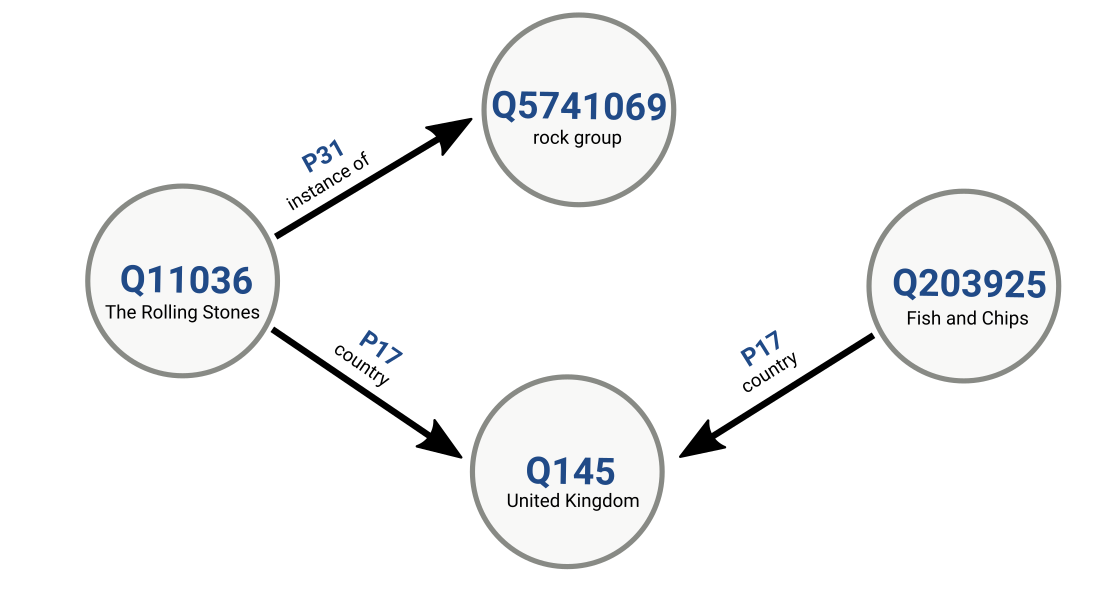 Q5741069
rock group
P31
instance of
Q11036
The Rolling Stones
Q203925
Fish and Chips
P17
country
P17
country
Q145
United Kingdom